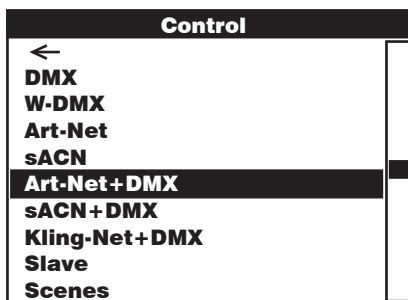 Control
←
DMX
W-DMX
Art-Net
sACN
Art-Net+DMX
sACN+DMX
Kling-Net+DMX
Slave
Scenes